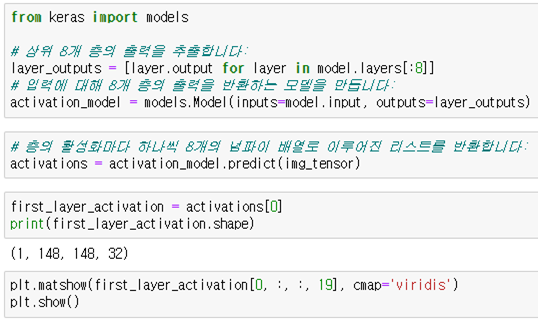 from keras import models
# 상위 8개 층의 출력을 추출합니다:
layer_outputs = [layer.output for layer in model.layers[:8]]
# 입력에 대해 8개 층의 출력을 반환하는 모델을 만듭니다:
activation_model = models.Model(inputs=model.input, outputs=layer_outputs)
# 층의 활성화마다 하나씩 8개의 넘파이 배열로 이루어진 리스트를 반환합니다:
activations = activation_model.predict(img_tensor)
first_layer_activation = activations[0]
print(first_layer_activation.shape)
(1, 148, 148, 32)
plt.matshow(first_layer_activation[0, :, :, 19], cmap='viridis')
plt.show()